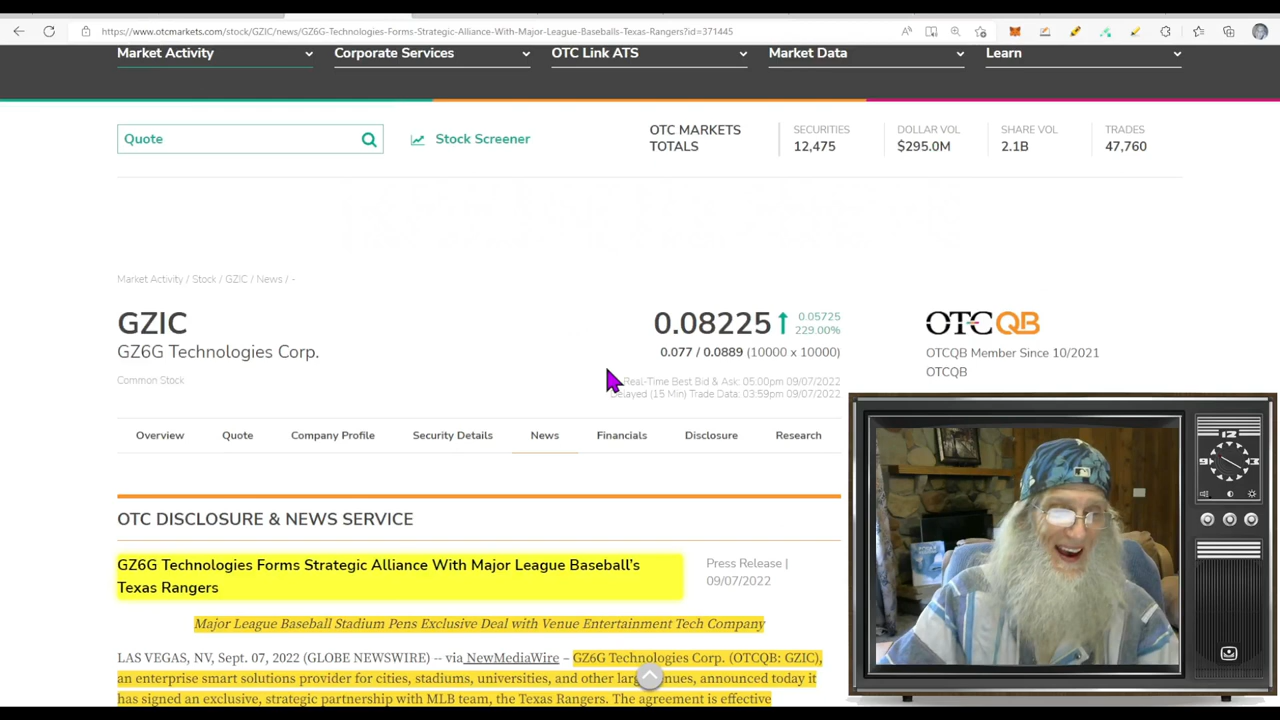 https://www.otcmarkets.com/stock/GZIC/news/GZ6G-Technologies-Forms-Strategic-Alliance-With-Major-League-Baseballs-Texas-Rangers?id=371445
Market Activity
Corporate Services
OTC Link ATS
Market Data
Learn
Quote
Stock Screener
OTC MARKETS
TOTALS
SECURITIES
12,475
DOLLAR VOL
$295.0M
SHARE VOL
2.1B
TRADES
47,760
Market Activity / Stock / GZIC / News / -
GZIC
GZ6G Technologies Corp.
Common Stock
0.08225
0.05725
229.00%
0.077 / 0.0889 (10000 x 10000)
Real-Time Best Bid & Ask: 05:00pm 09/07/2022
Delayed (15 Min) Trade Data: 03:59pm 09/07/2022
OTCQB
OTCQB Member Since 10/2021
OTCQB
Overview
Quote
Company Profile
Security Details
News
Financials
Disclosure
Research
OTC DISCLOSURE & NEWS SERVICE
GZ6G Technologies Forms Strategic Alliance With Major League Baseball's
Texas Rangers
Press Release |
09/07/2022
Major League Baseball Stadium Pens Exclusive Deal with Venue Entertainment Tech Company
LAS VEGAS, NV, Sept. 07, 2022 (GLOBE NEWSWIRE) -- via NewMediaWire – GZ6G Technologies Corp. (OTCQB: GZIC),
an enterprise smart solutions provider for cities, stadiums, universities, and other announced today it
has signed an exclusive, strategic partnership with MLB team, the Texas Rangers. The agreement is effective
12
3
9